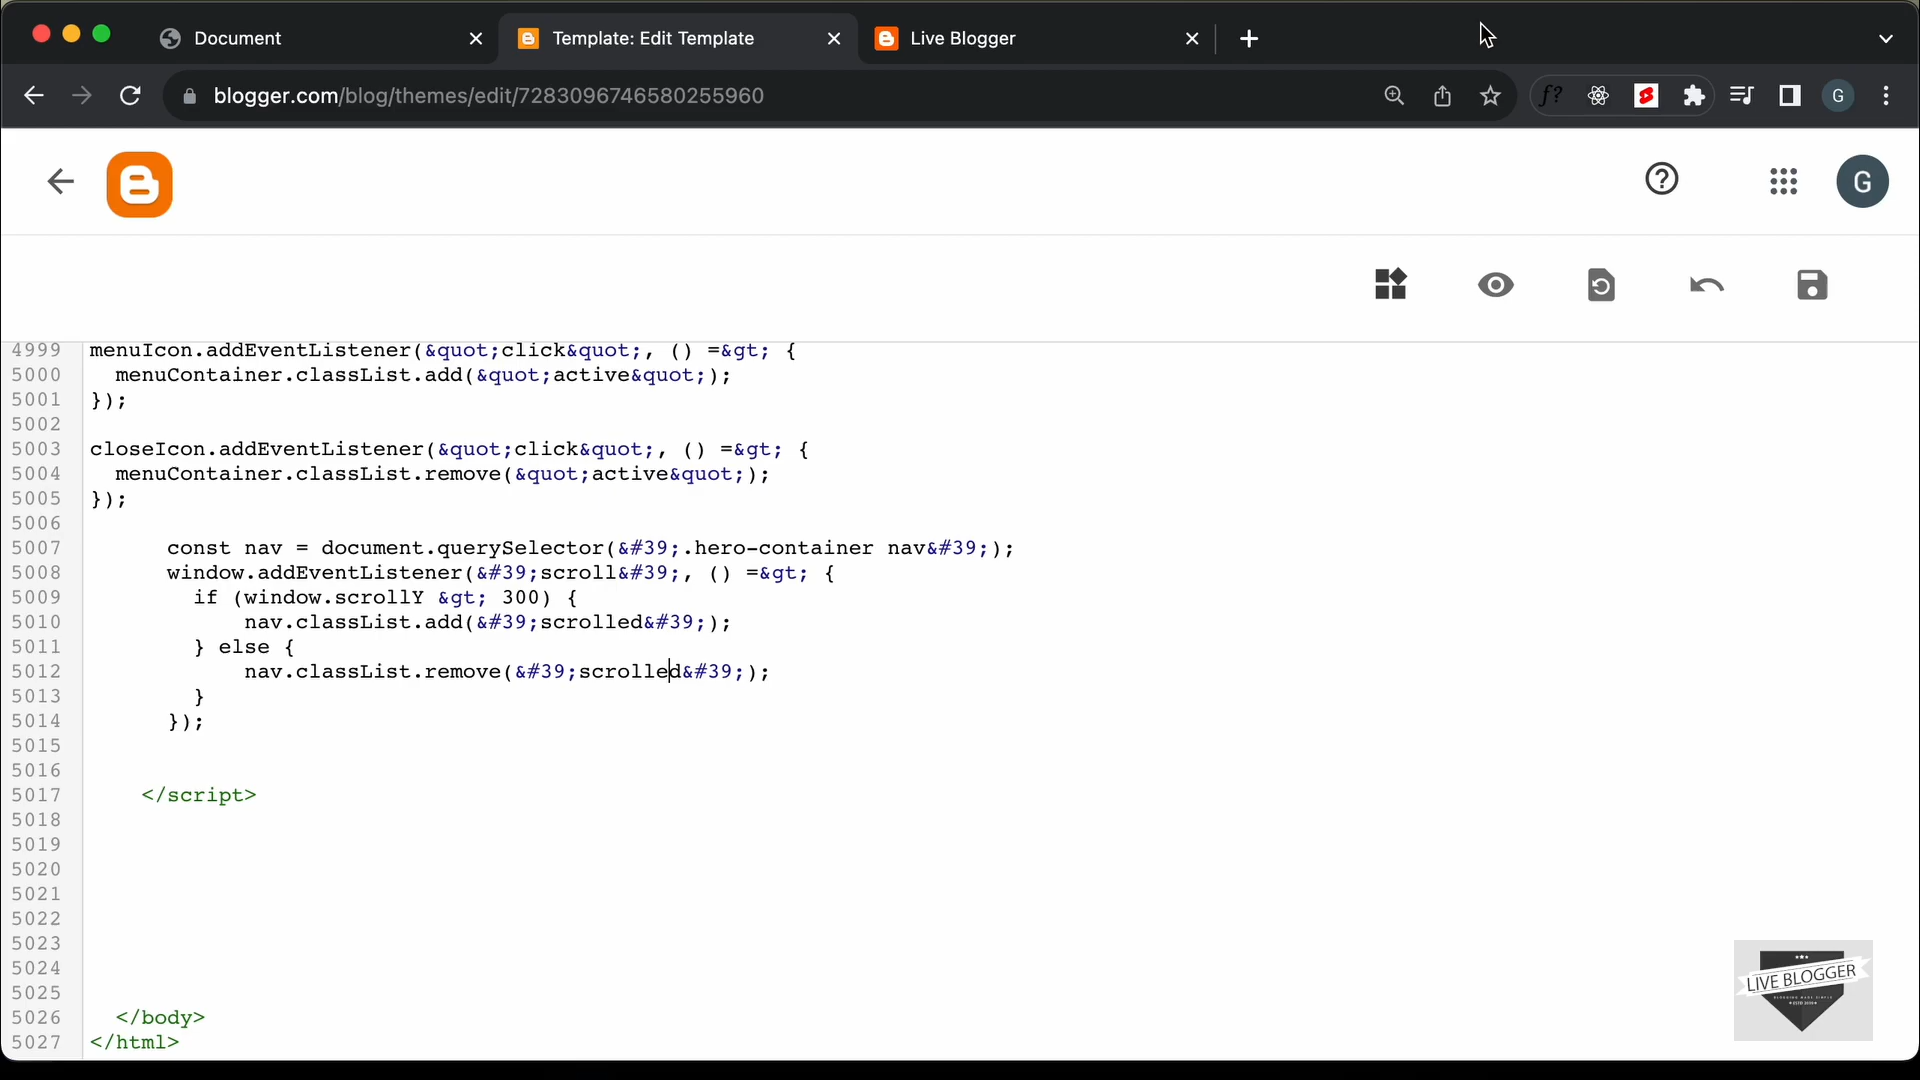 Document
Template: Edit Template
Live Blogger
blogger.com/blog/themes/edit/7283096746580255960
f?
G
G
4999 menuIcon.addEventListener(&quot;click&quot;, () =&gt; {
5000 menuContainer.classList.add(&quot;active&quot;);
5001 });
5002
5003 closeIcon.addEventListener(&quot;click&quot;, () =&gt; {
5004 menuContainer.classList.remove(&quot;active&quot;);
5005 });
5006
5007 const nav = document.querySelector(&#39;.hero-container nav&#39;);
5008 window.addEventListener(&#39;scroll&#39;, () =&gt; {
5009 if (window.scrollY &gt; 300) {
5010 nav.classList.add(&#39;scrolled&#39;);
5011 } else {
5012 nav.classList.remove(&#39;scrolled&#39;);
5013 }
5014 });
5015
5016
5017 </script>
5018
5019
5020
5021
5022
5023
5024
5025
5026 </body>
5027 </html>
LIVE BLOGGER